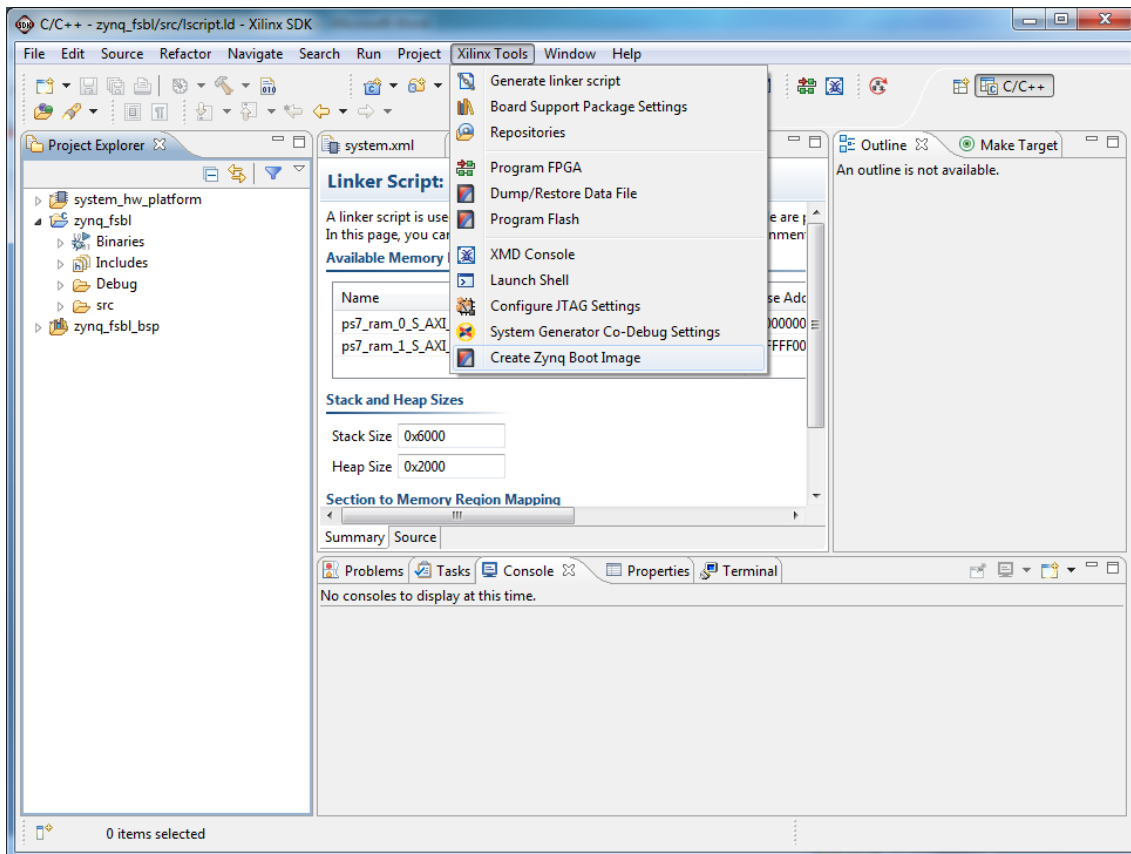 C/C++ - zynq_fsbl/src/lscript.ld - Xilinx SDK
File Edit Source Refactor Navigate Search Run Project Xilinx Tools Window Help
Generate linker script
Board Support Package Settings
Repositories
Program FPGA
Dump/Restore Data File
Program Flash
XMD Console
Launch Shell
Configure JTAG Settings
System Generator Co-Debug Settings
Create Zynq Boot Image
C/C++
Project Explorer
system_hw_platform
zynq_fsbl
Binaries
Includes
Debug
src
zynq_fsbl_bsp
system.xml
Linker Script:
A linker script is use
e are
In this page, you car
nmen
Available Memory
Name
se Add
ps7_ram_0_S_AXI_
000000
ps7_ram_1_S_AXI_
FFFF00
Stack and Heap Sizes
Stack Size 0x6000
Heap Size 0x2000
Section to Memory Region Mapping
Summary Source
Outline Make Target
An outline is not available.
Problems Tasks Console Properties Terminal
No consoles to display at this time.
0 items selected